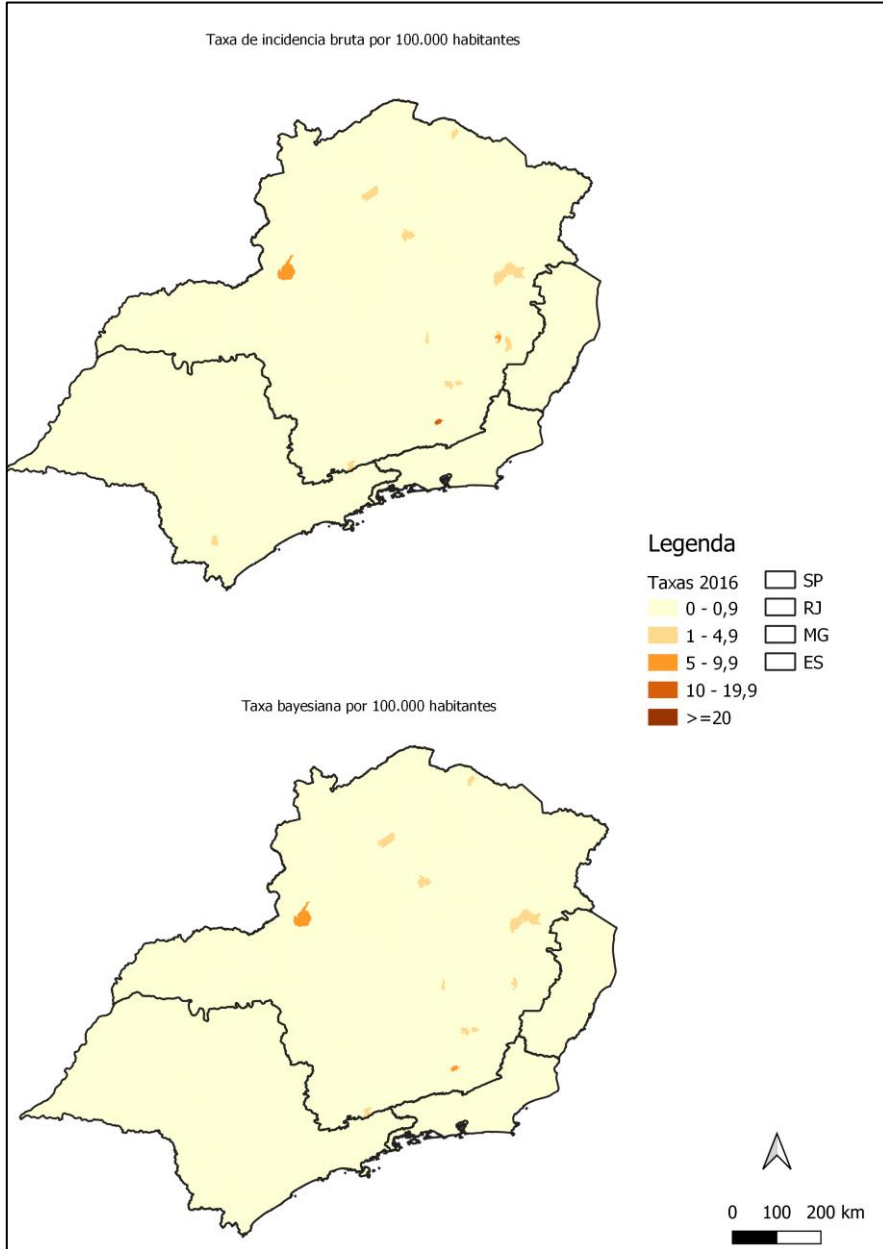 Taxa de incidencia bruta por 100.000 habitantes
Legenda
Taxas 2016
0 - 0,9
1 - 4,9
5 - 9,9
10 - 19,9
>=20
SP
RJ
MG
ES
Taxa bayesiana por 100.000 habitantes
0 100 200 km